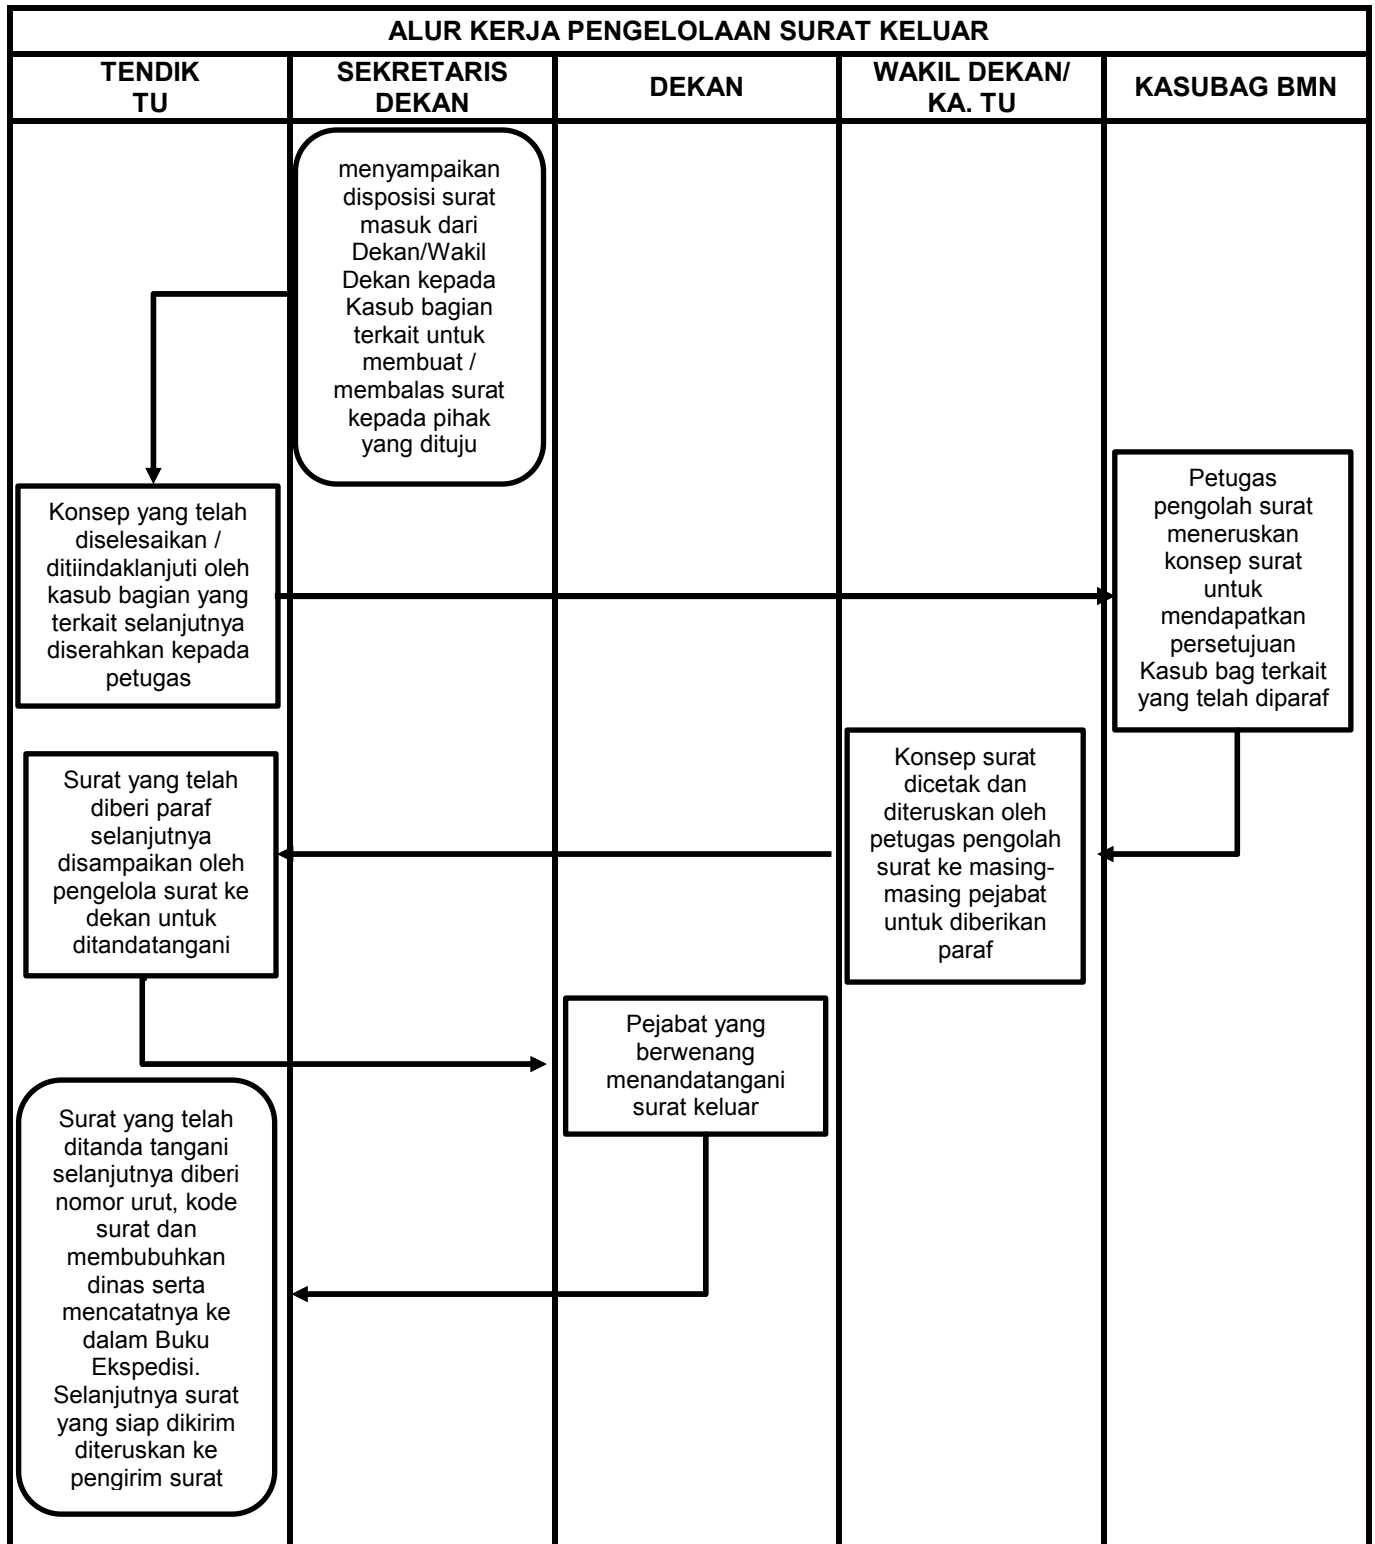 ALUR KERJA PENGELOLAAN SURAT KELUAR
TENDIK
TU
SEKRETARIS
DEKAN
DEKAN
WAKIL DEKAN/
KA. TU
KASUBAG BMN
menyampaikan
disposisi surat
masuk dari
Dekan/Wakil
Dekan kepada
Kasub bagian
terkait untuk
membuat /
membalas surat
kepada pihak
yang dituju
Konsep yang telah
diselesaikan /
ditiindaklanjuti oleh
kasub bagian yang
terkait selanjutnya
diserahkan kepada
petugas
Petugas
pengolah surat
meneruskan
konsep surat
untuk
mendapatkan
persetujuan
Kasub bag terkait
yang telah diparaf
Konsep surat
dicetak dan
diteruskan oleh
petugas pengolah
surat ke masing-
masing pejabat
untuk diberikan
paraf
Surat yang telah
diberi paraf
selanjutnya
disampaikan oleh
pengelola surat ke
dekan untuk
ditandatangani
Pejabat yang
berwenang
menandatangani
surat keluar
Surat yang telah
ditanda tangani
selanjutnya diberi
nomor urut, kode
surat dan
membubuhkan
dinas serta
mencatatnya ke
dalam Buku
Ekspedisi.
Selanjutnya surat
yang siap dikirim
diteruskan ke
pengirim surat